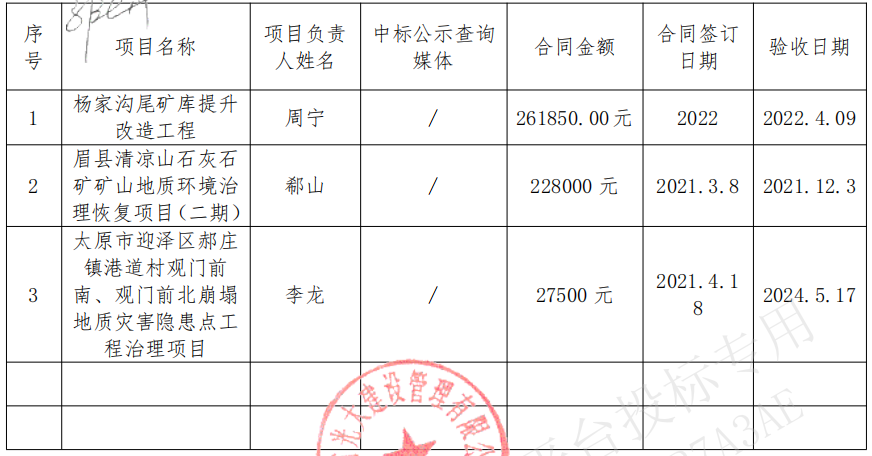 序号 项目名称 项目负责人姓名 中标公示查询媒体 合同金额 合同签订日期 验收日期
1 杨家沟尾矿库提升改造工程 周宁 / 261850.00元 2022 2022.4.09
2 眉县清凉山石灰石矿矿山地质环境治理恢复项目(二期) 郗山 / 228000 元 2021.3.8 2021.12.3
3 太原市迎泽区郝庄镇港道村观门前南、观门前北崩塌地质灾害隐患点工程治理项目 李龙 / 27500 元 2021.4.18 2024.5.17
光大建设管理有限公
平台投标专用
D7A3AE